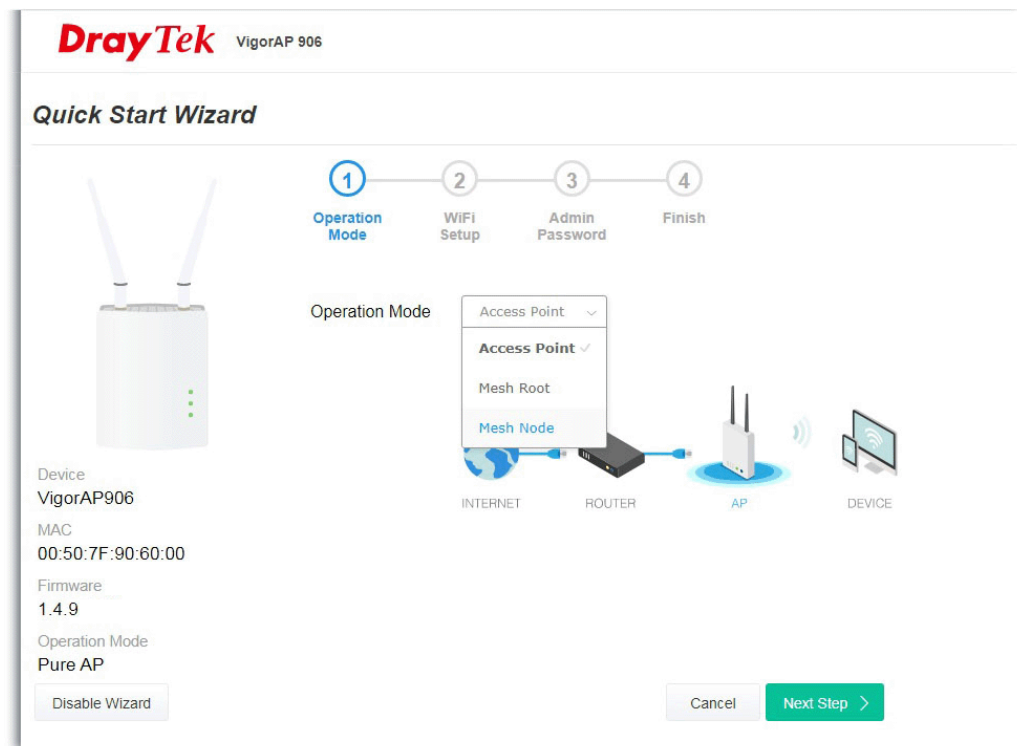 DrayTek VigorAP 906
Quick Start Wizard
1 2 3 4
Operation Mode
WiFi Setup
Admin Password
Finish
Operation Mode
Access Point
Access Point
Mesh Root
Mesh Node
INTERNET ROUTER AP DEVICE
Device
VigorAP906
MAC
00:50:7F:90:60:00
Firmware
1.4.9
Operation Mode
Pure AP
Disable Wizard Cancel Next Step